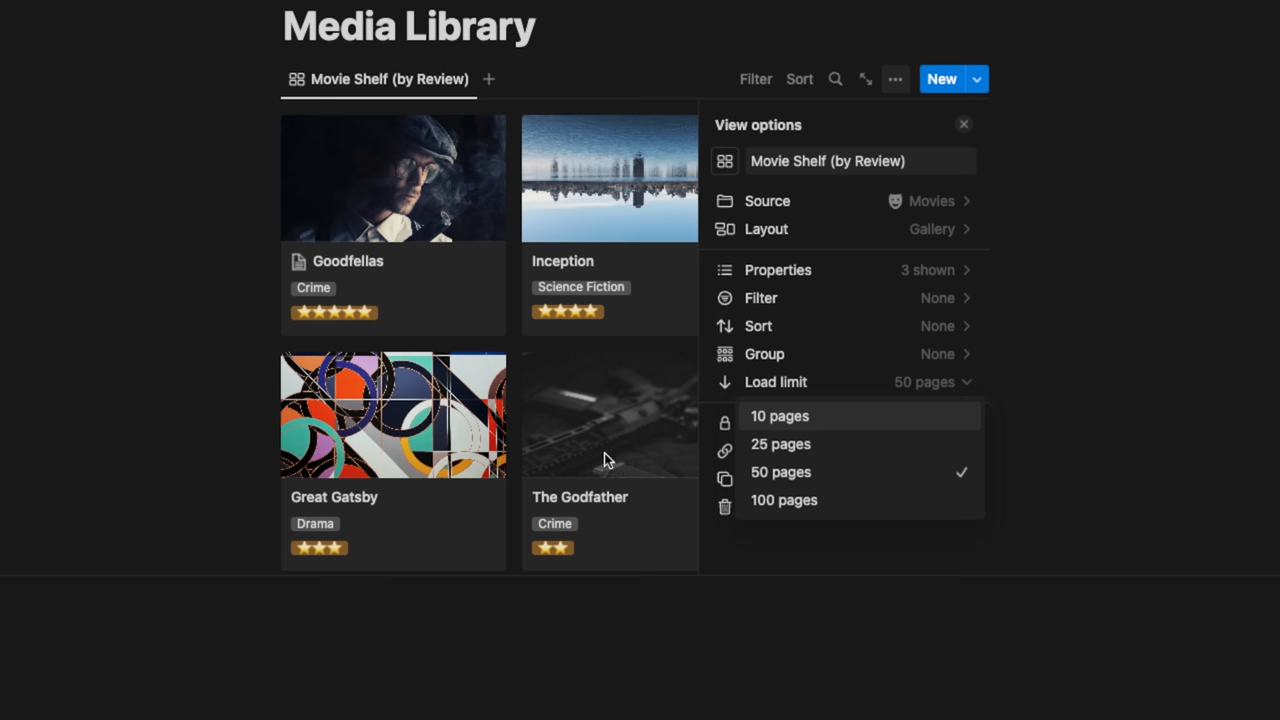 Media Library
Movie Shelf (by Review)
Filter Sort New
View options
Movie Shelf (by Review)
Source Movies
Layout Gallery
Properties 3 shown
Filter None
Sort None
Group None
Load limit 50 pages
10 pages
25 pages
50 pages
100 pages
Goodfellas
Crime
Inception
Science Fiction
Great Gatsby
Drama
The Godfather
Crime